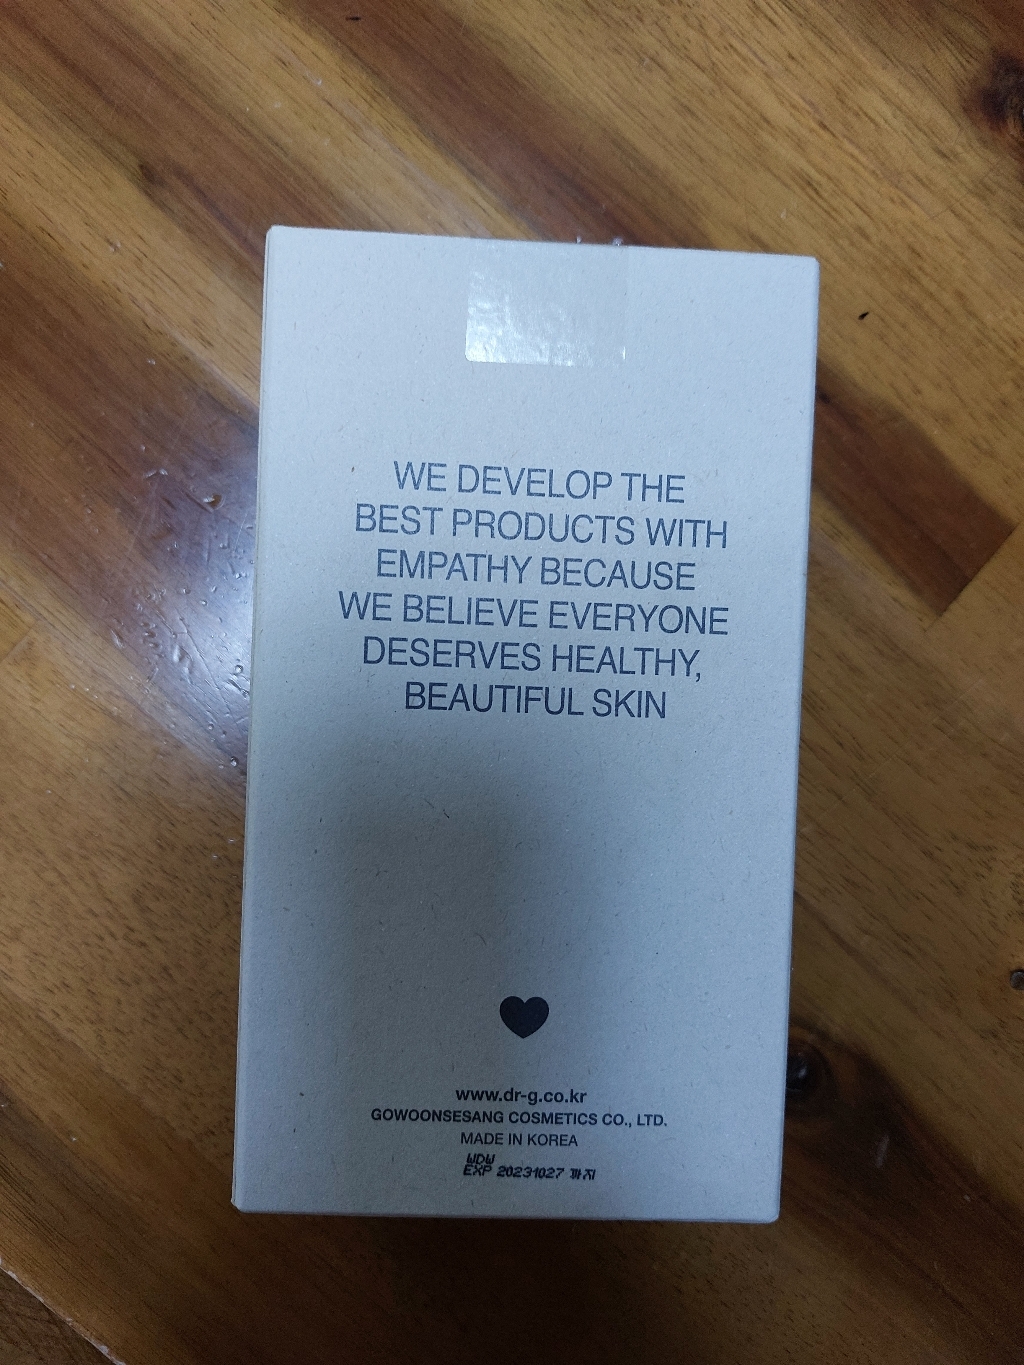 WE DEVELOP THE
BEST PRODUCTS WITH
EMPATHY BECAUSE
WE BELIEVE EVERYONE
DESERVES HEALTHY,
BEAUTIFUL SKIN
www.dr-g.co.kr
GOWOONSESANG COSMETICS CO., LTD.
MADE IN KOREA
WDW
EXP 20231027 까지